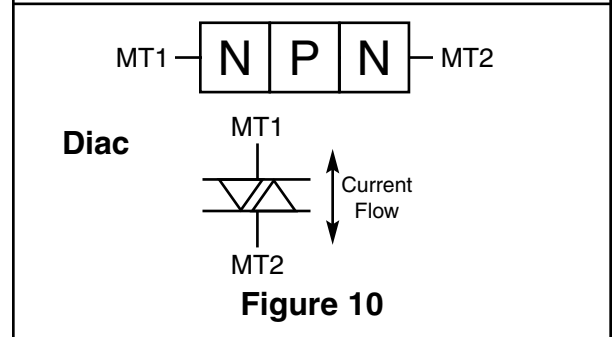 MT1 N P N MT2
Diac
MT1
Current
Flow
MT2
Figure 10